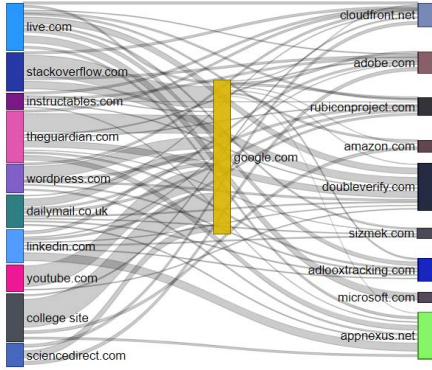 live.com
stackoverflow.com
instructables.com
theguardian.com
wordpress.com
dailymail.co.uk
linkedin.com
youtube.com
college site
sciencedirect.com
google.com
cloudfront.net
adobe.com
rubiconproject.com
amazon.com
doubleverify.com
sizmek.com
adlooxtracking.com
microsoft.com
appnexus.net